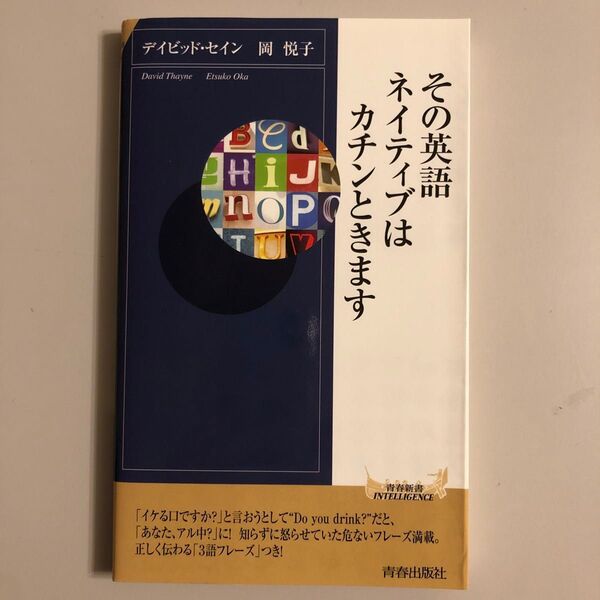 デイビッド・セイン 岡 悦子
David Thayne Etsuko Oka
その英語
ネイティブは
カチンときます
Bed
GHIJK
MNOP
TUV
青春新書
INTELLIGENCE
「イケる口ですか?」と言おうとして“Do you drink?”だと、
「あなた、アル中?」に! 知らずに怒らせていた危ないフレーズ満載。
正しく伝わる「3語フレーズ」つき!
青春出版社